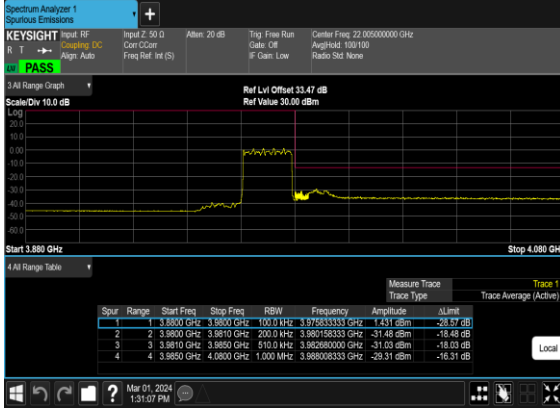 Spectrum Analyzer 1
Spurious Emissions
+
KEYSIGHT Input: RF Input Z: 50 Ω Atten: 20 dB Trig: Free Run Center Freq: 22.005000000 GHz
R T Coupling: DC Corr CCorr Gate: Off Avg|Hold: 100/100
Align: Auto Freq Ref: Int (S) IF Gain: Low Radio Std: None
LXI PASS
3 All Range Graph
Ref Lvl Offset 33.47 dB
Scale/Div 10.0 dB Ref Value 30.00 dBm
Log
20.0
10.0
0.00
-10.0
-20.0
-30.0
-40.0
-50.0
-60.0
Start 3.880 GHz Stop 4.080 GH
4 All Range Table
Measure Trace Trace 1
Trace Type Trace Average (Active)
Spur Range Start Freq Stop Freq RBW Frequency Amplitude ΔLimit
1 1 3.8800 GHz 3.9800 GHz 100.0 kHz 3.975833333 GHz 1.431 dBm -28.57 dB
2 2 3.9800 GHz 3.9810 GHz 200.0 kHz 3.980158333 GHz -31.48 dBm -18.48 dB
3 3 3.9810 GHz 3.9850 GHz 510.0 kHz 3.982680000 GHz -31.03 dBm -18.03 dB
4 4 3.9850 GHz 4.0800 GHz 1.000 MHz 3.988008333 GHz -29.31 dBm -16.31 dB
Local
? Mar 01, 2024
1:31:07 PM